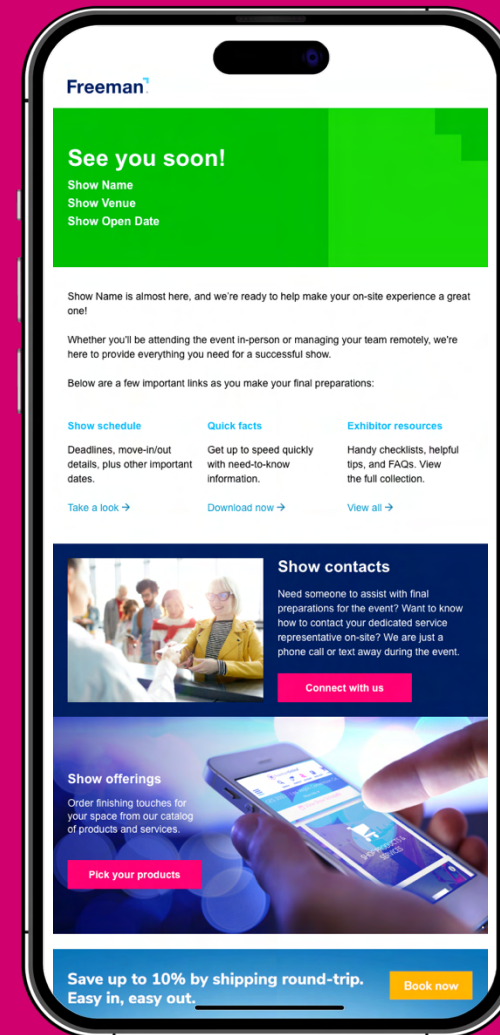 Freeman
See you soon!
Show Name
Show Venue
Show Open Date
Show Name is almost here, and we're ready to help make your on-site experience a great
one!
Whether you'll be attending the event in-person or managing your team remotely, we're
here to provide everything you need for a successful show.
Below are a few important links as you make your final preparations:
Show schedule
Deadlines, move-in/out
details, plus other important
dates.
Take a look →
Quick facts
Get up to speed quickly
with need-to-know
information.
Download now →
Exhibitor resources
Handy checklists, helpful
tips, and FAQs. View
the full collection.
View all →
Show contacts
Need someone to assist with final
preparations for the event? Want to know
how to contact your dedicated service
representative on-site? We are just a
phone call or text away during the event.
Connect with us
Show offerings
Order finishing touches for
your space from our catalog
of products and services.
Pick your products
SHOP PRODUCTS &
SERVICES
Save up to 10% by shipping round-trip.
Easy in, easy out.
Book now